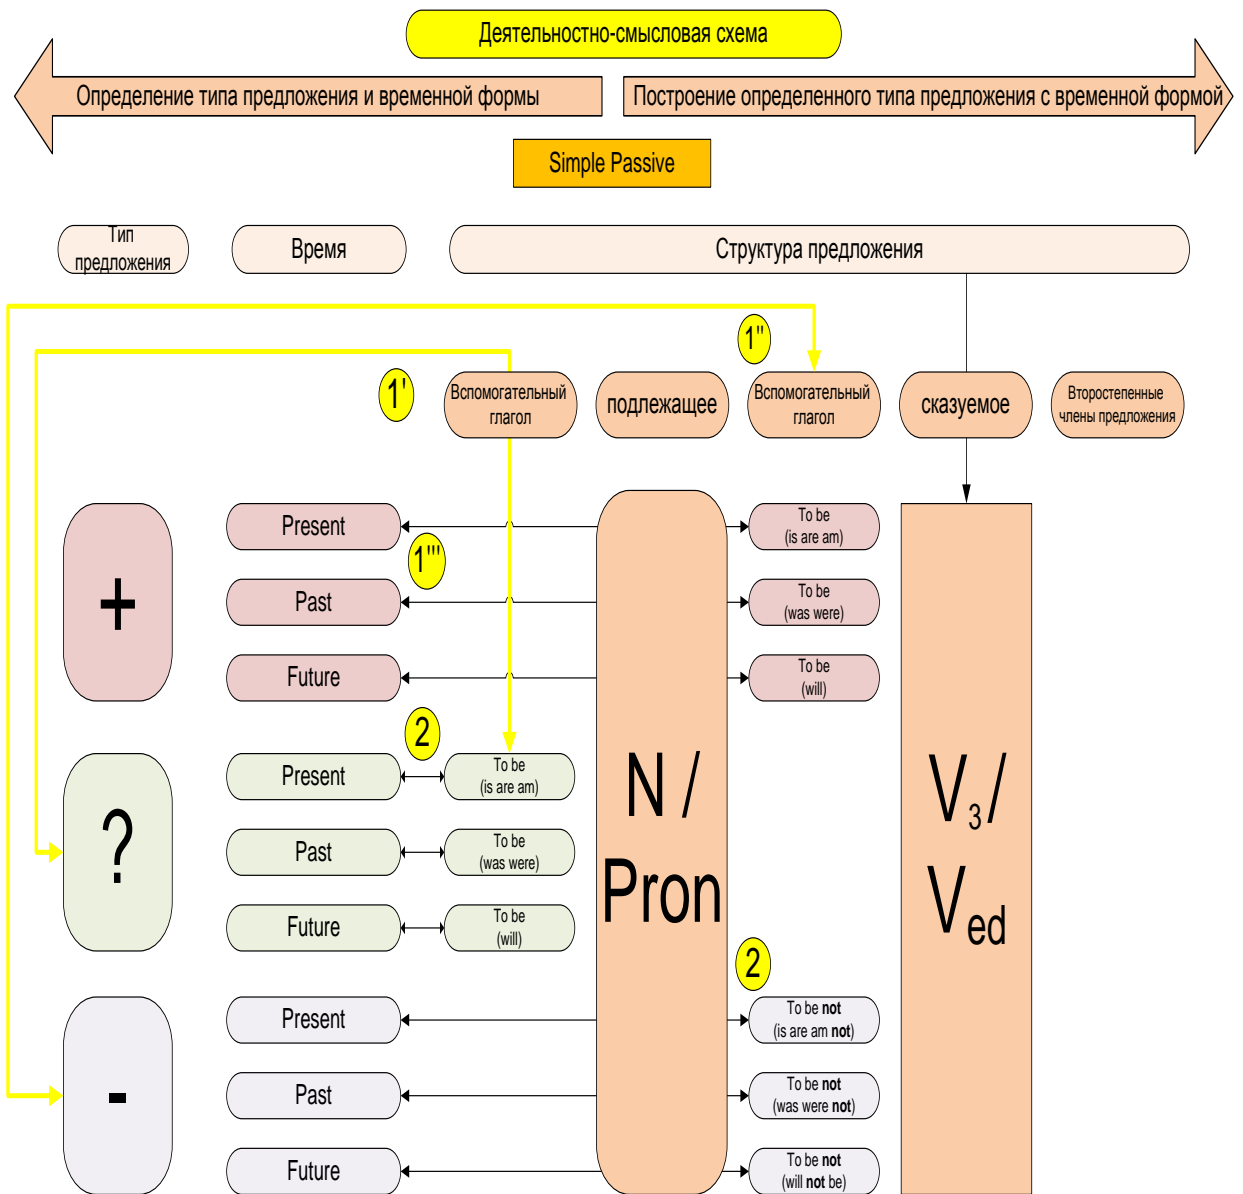 Деятельностно-смысловая схема
Определение типа предложения и временной формы
Построение определенного типа предложения с временной формой
Simple Passive
Тип
предложения
Время
Структура предложения
1'
1"
Вспомогательный
глагол
подлежащее
Вспомогательный
глагол
сказуемое
Второстепенные
члены предложения
+
Present
To be
(is are am)
1'''
Past
To be
(was were)
Future
To be
(will)
?
2
Present
To be
(is are am)
Past
To be
(was were)
Future
To be
(will)
N /
Pron
V3 /
Ved
2
-
Present
To be not
(is are am not)
Past
To be not
(was were not)
Future
To be not
(will not be)